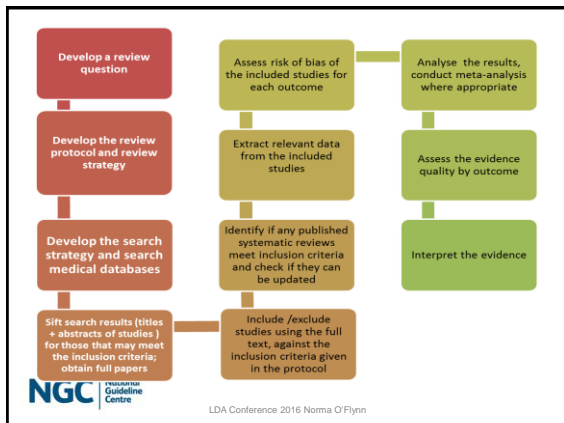 Develop a review
question
Develop the review
protocol and review
strategy
Develop the strategy and search
strategy and search
medical databases
Sift search results (titles
+ abstracts of studies )
for those that may meet
the inclusion criteria;
obtain full papers
Include /exclude
studies using the full
text, against the
inclusion criteria given
in the protocol
Identify if any published
systematic reviews
meet inclusion criteria
and check if they can
be updated
Extract relevant data
from the included
studies
Assess risk of bias of
the included studies for
each outcome
Analyse the results,
conduct meta-analysis
where appropriate
Assess the evidence
quality by outcome
Interpret the evidence
NGC
National
Guideline
Centre
LDA Conference 2016 Norma O'Flynn